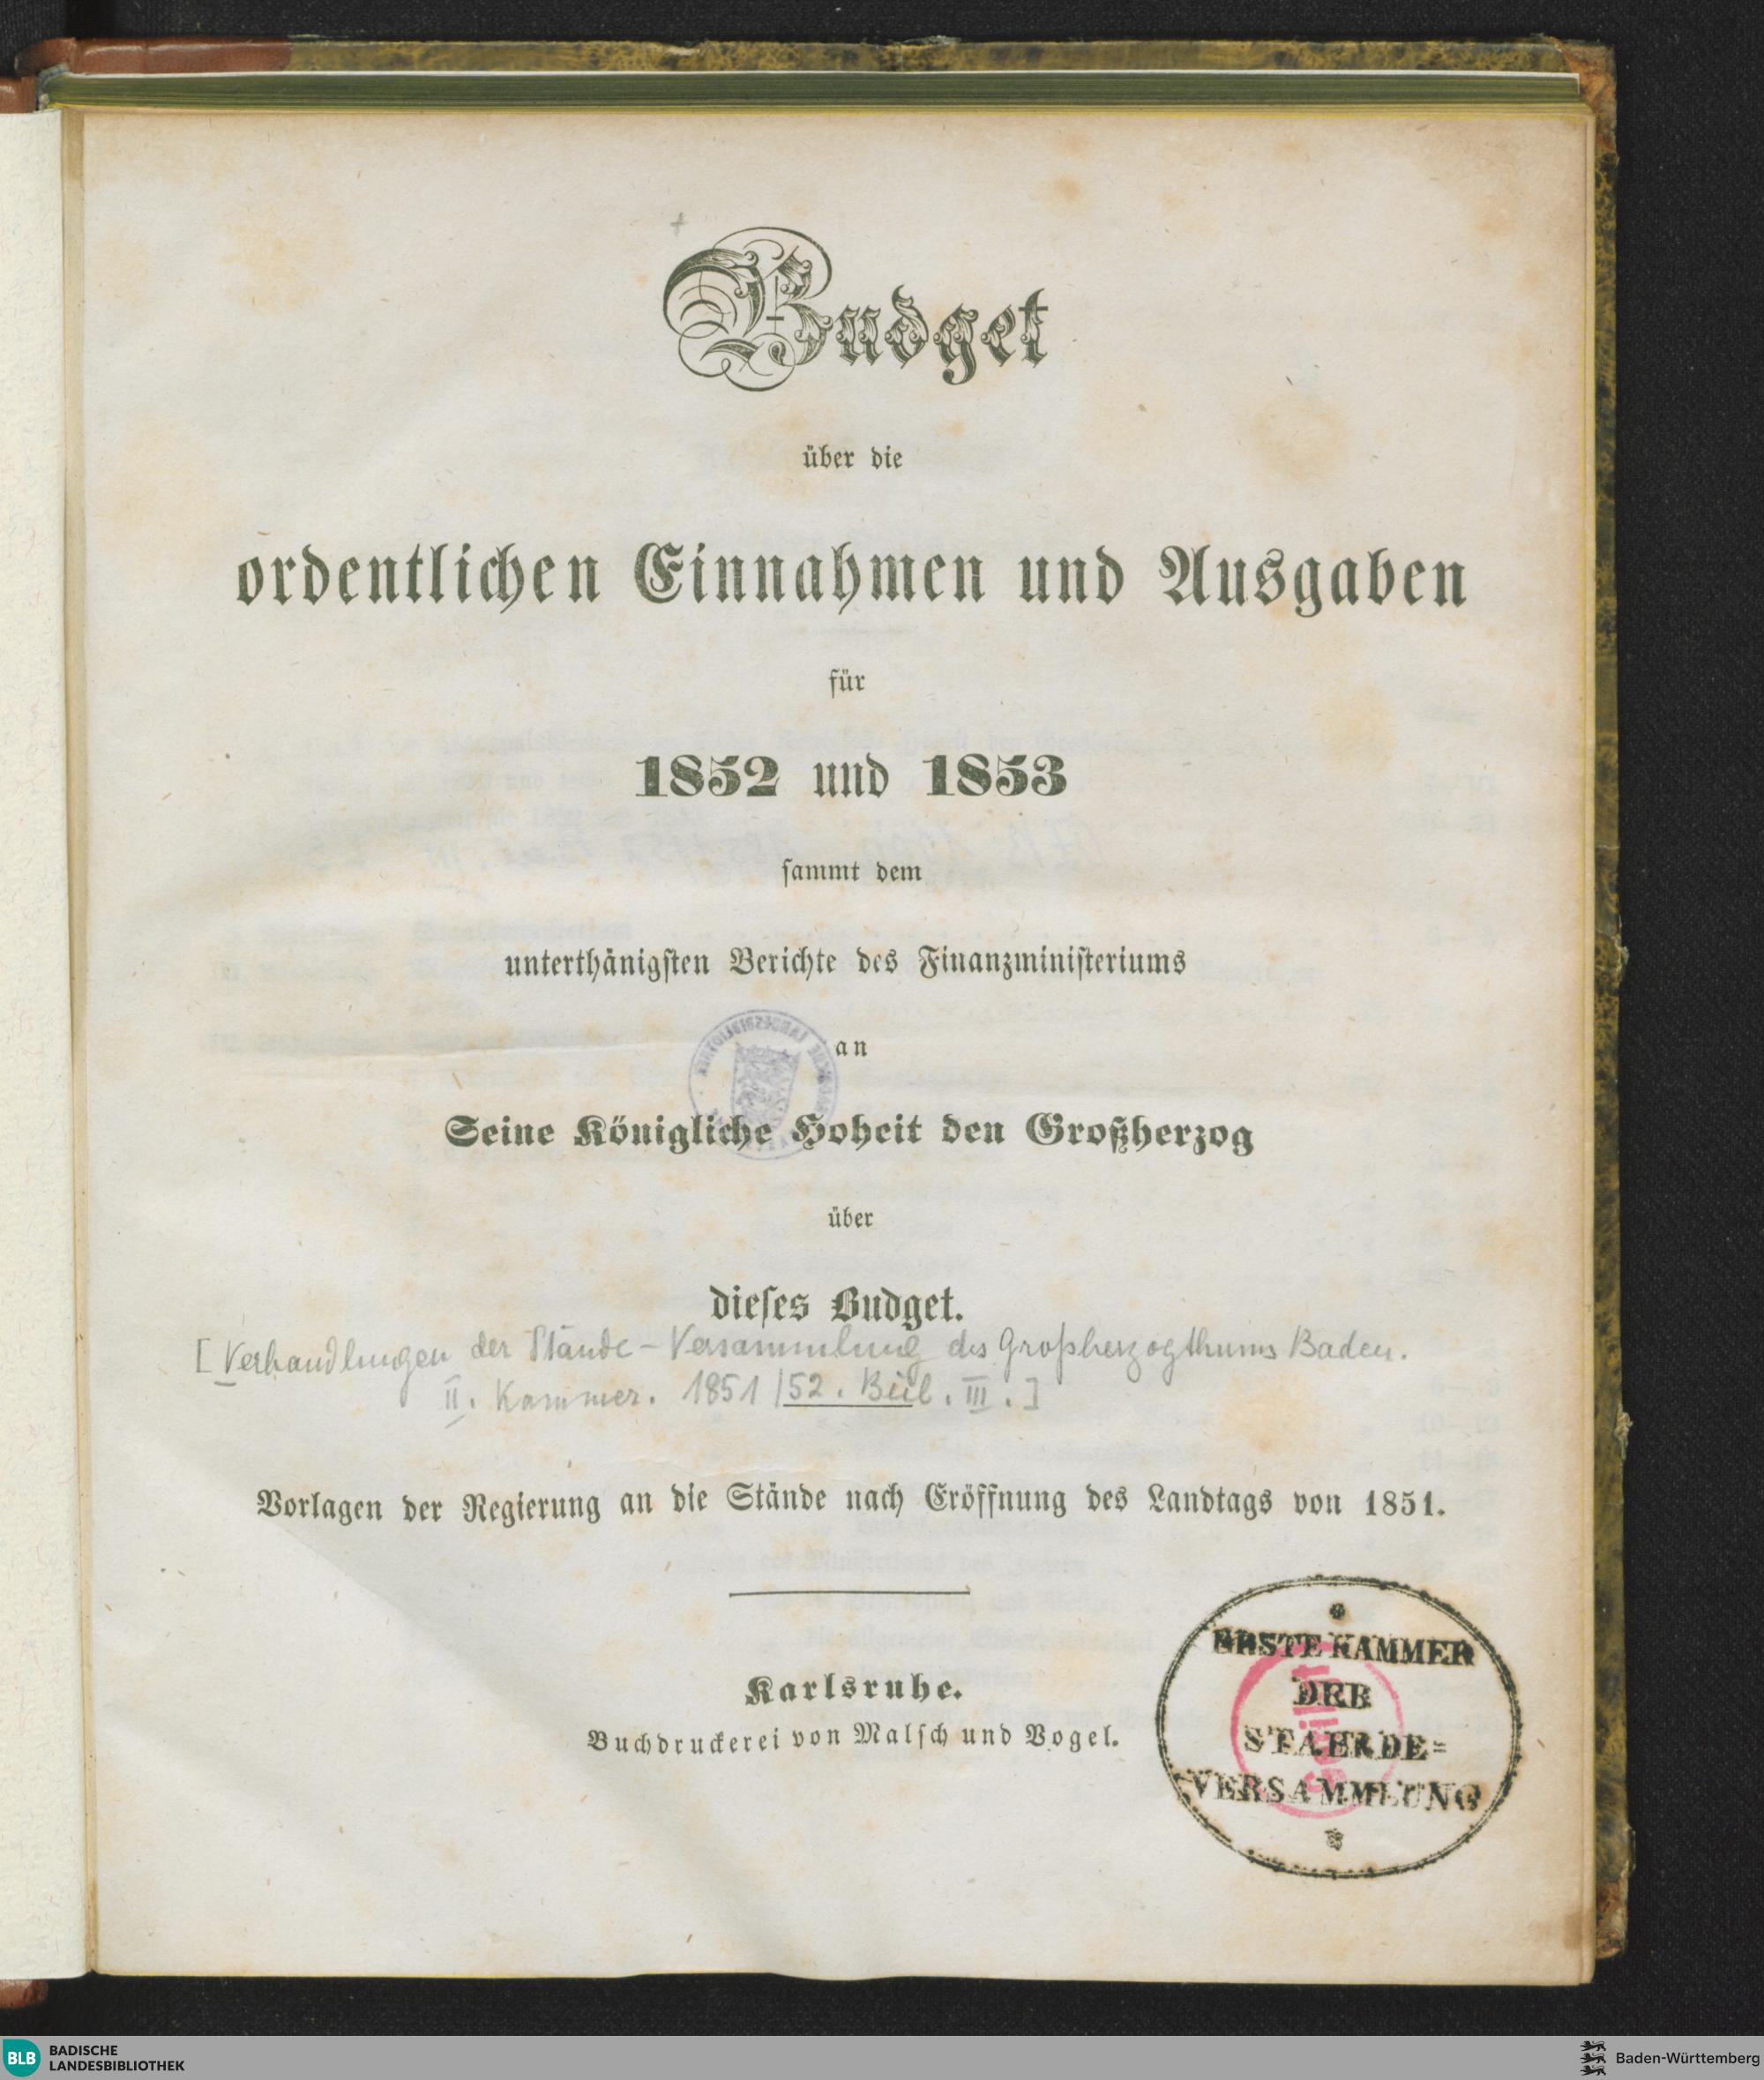 Budget
über die
ordentlichen Einnahmen und Ausgaben
für
1852 und 1853
sammt dem
unterthänigsten Berichte des Finanzministeriums
an
Seine Königliche Hoheit den Großherzog
über
dieses Budget.
[Verhandlungen der Stände-Versammlung des Großherzogthums Baden.
II. Kammer. 1851/52. Beil. III.]
Vorlagen der Regierung an die Stände nach Eröffnung des Landtags von 1851.
Karlsruhe.
Buchdruckerei von Malsch und Vogel.
ERSTE KAMMER
DER
STAENDE=
VERSAMMLUNG
BLB BADISCHE
LANDESBIBLIOTHEK
Baden-Württemberg